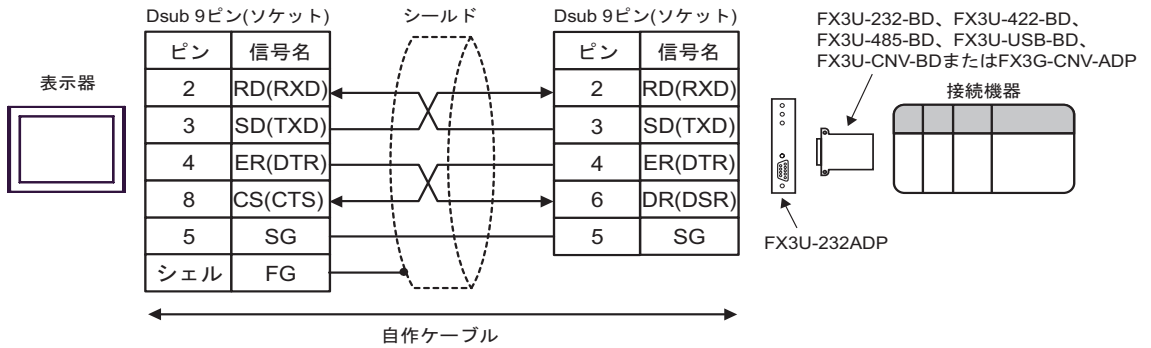 Dsub 9ピン(ソケット)
シールド
Dsub 9ピン(ソケット)
FX3U-232-BD、FX3U-422-BD、
FX3U-485-BD、FX3U-USB-BD、
FX3U-CNV-BDまたはFX3G-CNV-ADP
表示器
ピン 信号名
2 RD(RXD)
3 SD(TXD)
4 ER(DTR)
8 CS(CTS)
5 SG
シェル FG
ピン 信号名
2 RD(RXD)
3 SD(TXD)
4 ER(DTR)
6 DR(DSR)
5 SG
接続機器
FX3U-232ADP
自作ケーブル